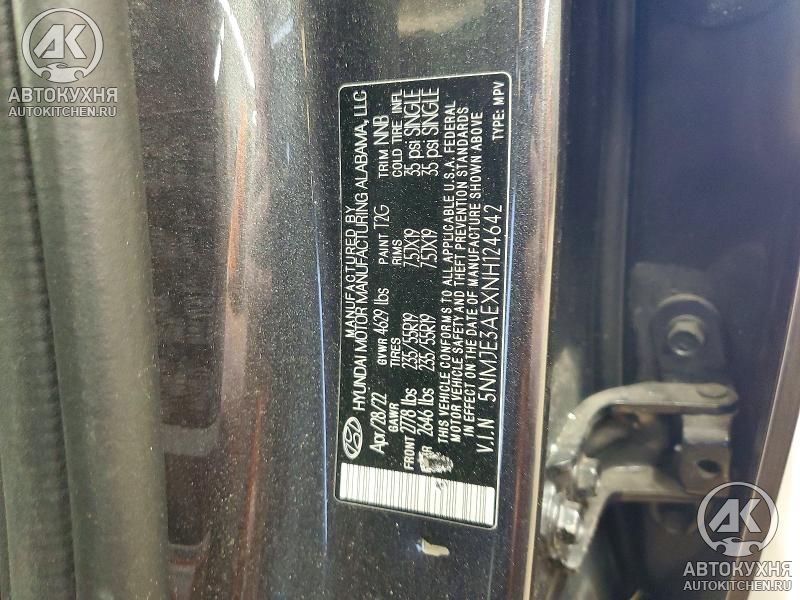 АВТОКУХНЯ
AUTOKITCHEN.RU
MANUFACTURED BY
HYUNDAI MOTOR MANUFACTURING ALABAMA, LLC
Apr/28/22 GVWR 4629 lbs PAINT T2G TRIM NNB
GAWR TIRES RIMS COLD TIRE INFL
FRONT 2778 lbs 235/55R19 7.5JX19 35 psi SINGLE
R 2646 lbs 235/55R19 7.5JX19 35 psi SINGLE
THIS VEHICLE CONFORMS TO ALL APPLICABLE U.S.A. FEDERAL
MOTOR VEHICLE SAFETY AND THEFT PREVENTION STANDARDS
IN EFFECT ON THE DATE OF MANUFACTURE SHOWN ABOVE
V.I.N 5NMJE3AEXNH124642 TYPE: MPV
АВТОКУХНЯ
AUTOKITCHEN.RU